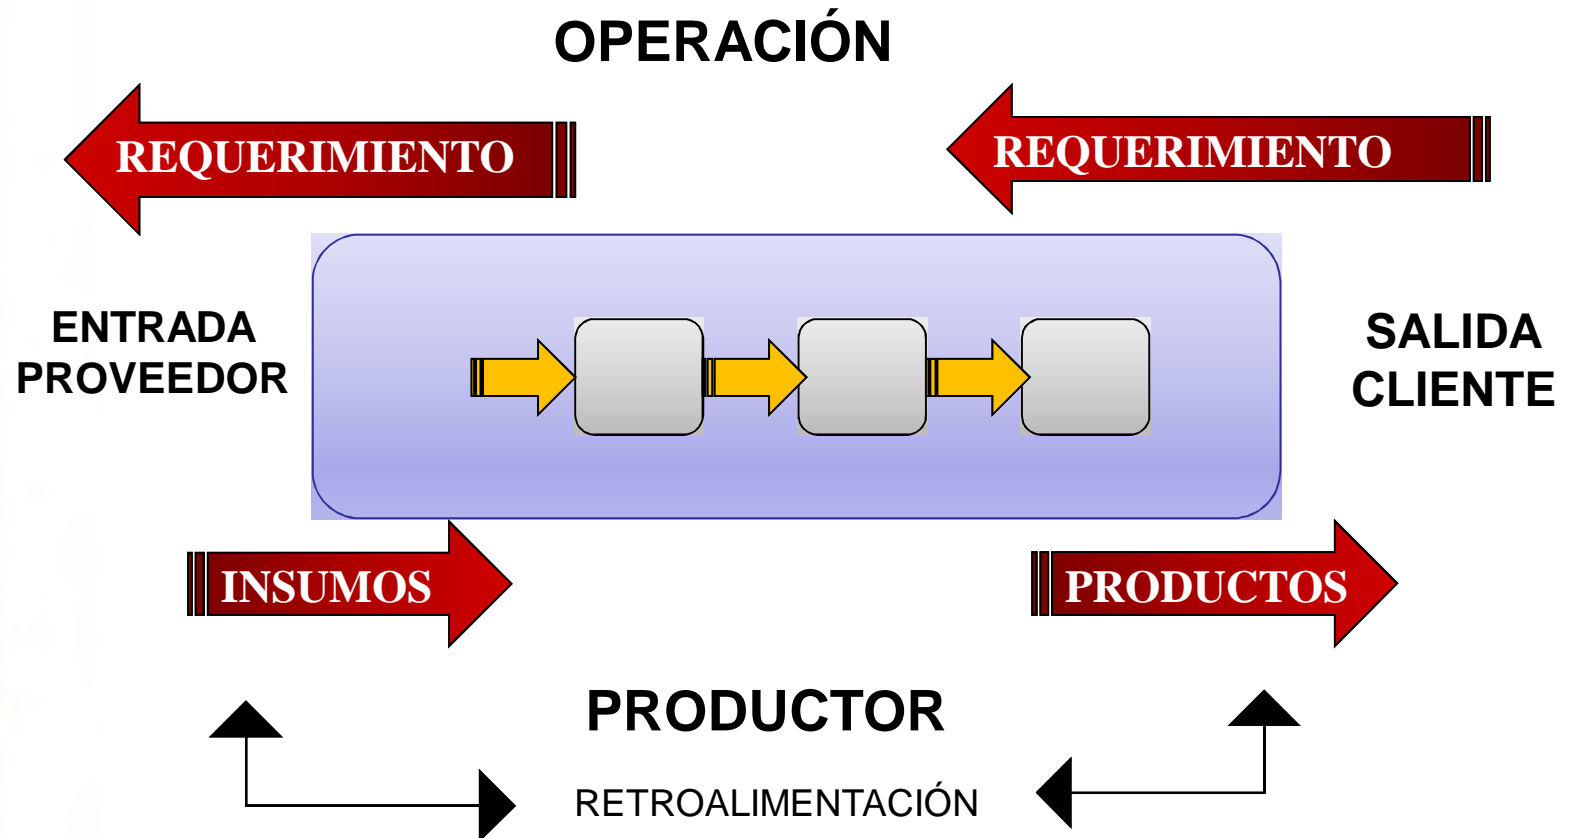 OPERACIÓN
REQUERIMIENTO
REQUERIMIENTO
ENTRADA
PROVEEDOR
SALIDA
CLIENTE
INSUMOS
PRODUCTOS
PRODUCTOR
RETROALIMENTACIÓN